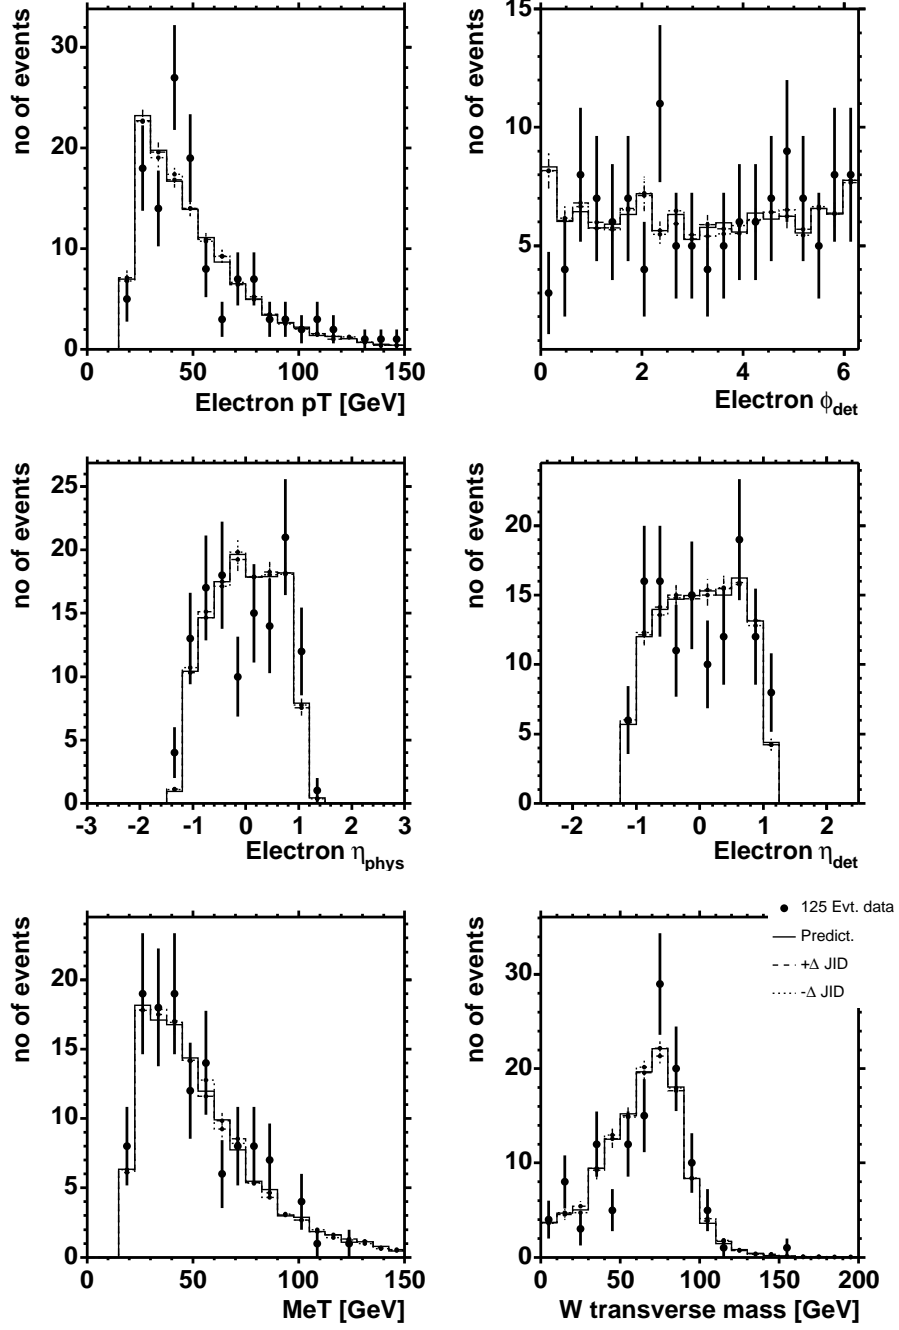 no of events
30
20
10
0
0 50 100 150
Electron pT [GeV]
no of events
15
10
5
0 2 4 6
Electron ϕdet
no of events
25
20
15
10
5
0
-3 -2 -1 0 1 2 3
Electron ηphys
no of events
20
15
10
5
0
-2 -1 0 1 2
Electron ηdet
no of events
20
15
10
5
0
0 50 100 150
MeT [GeV]
no of events
30
20
10
0
0 50 100 150 200
W transverse mass [GeV]
125 Evt. data
Predict.
+Δ JID
-Δ JID